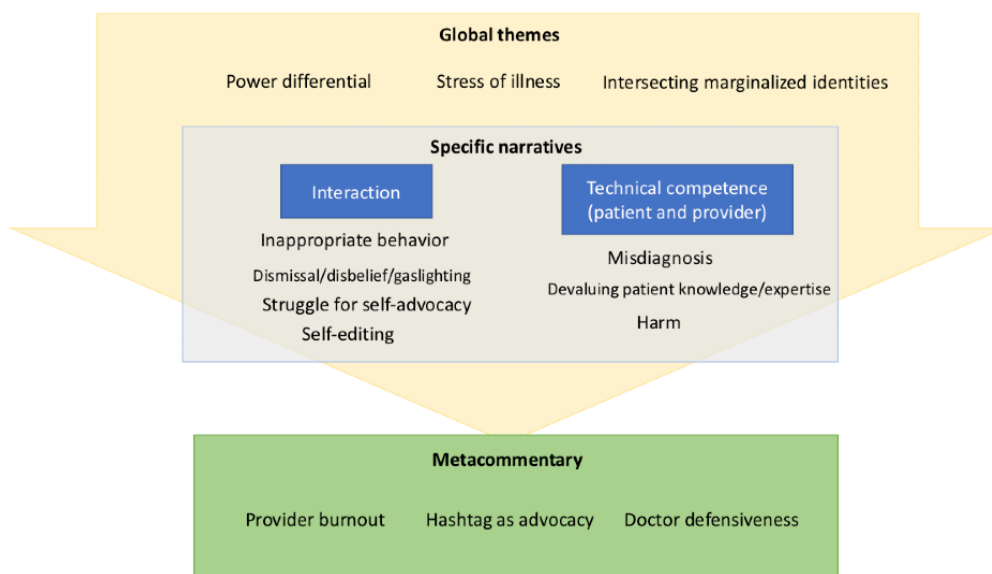 Global themes
Power differential Stress of illness Intersecting marginalized identities
Specific narratives
Interaction
Inappropriate behavior
Dismissal/disbelief/gaslighting
Struggle for self-advocacy
Self-editing
Technical competence
(patient and provider)
Misdiagnosis
Devaluing patient knowledge/expertise
Harm
Metacommentary
Provider burnout Hashtag as advocacy Doctor defensiveness